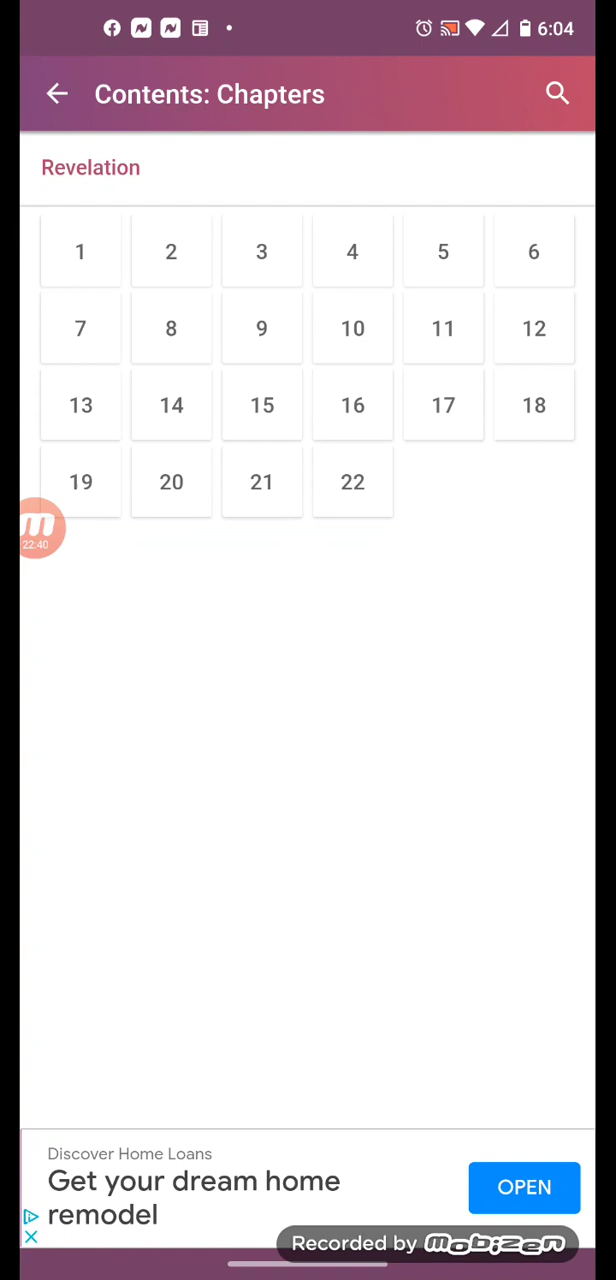 6:04
Contents: Chapters
Revelation
1 2 3 4 5 6
7 8 9 10 11 12
13 14 15 16 17 18
19 20 21 22
m
22:40
Discover Home Loans
Get your dream home
remodel
OPEN
Recorded by mobizen